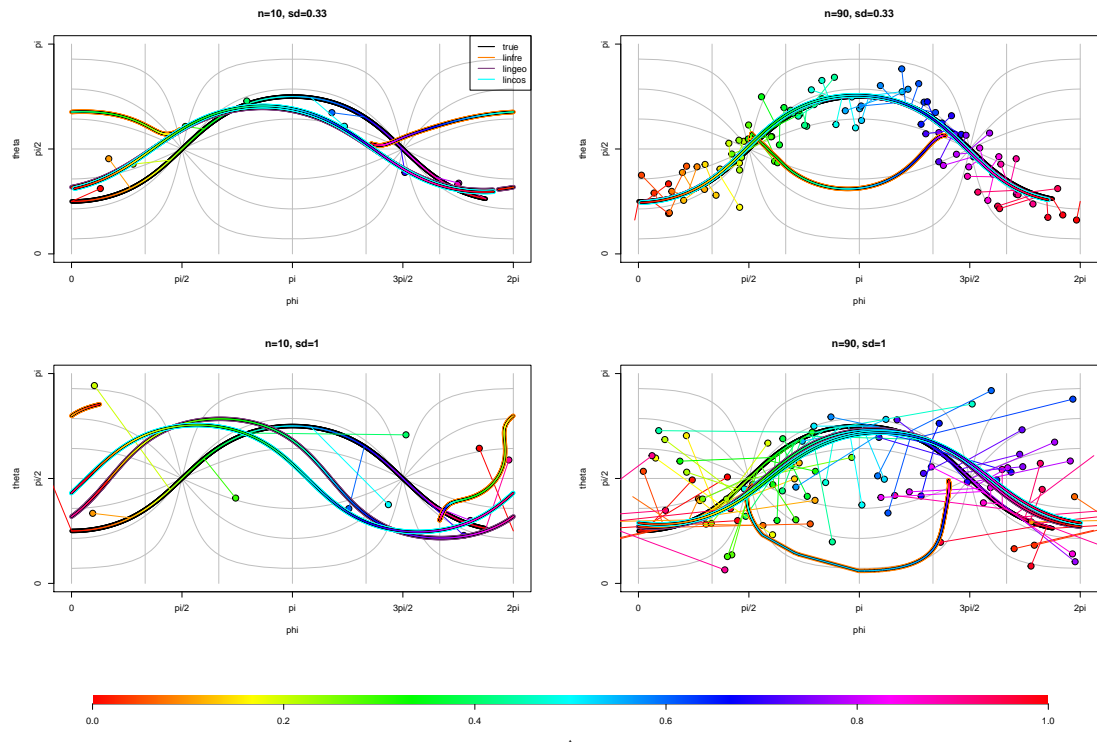 n=10, sd=0.33
pi
pi/2
0
theta
0
pi/2
pi
3pi/2
2pi
phi
true
linfre
lingeo
lincos
n=90, sd=0.33
pi
pi/2
0
theta
0
pi/2
pi
3pi/2
2pi
phi
n=10, sd=1
pi
pi/2
0
theta
0
pi/2
pi
3pi/2
2pi
phi
n=90, sd=1
pi
pi/2
0
theta
0
pi/2
pi
3pi/2
2pi
phi
0.0
0.2
0.4
0.6
0.8
1.0